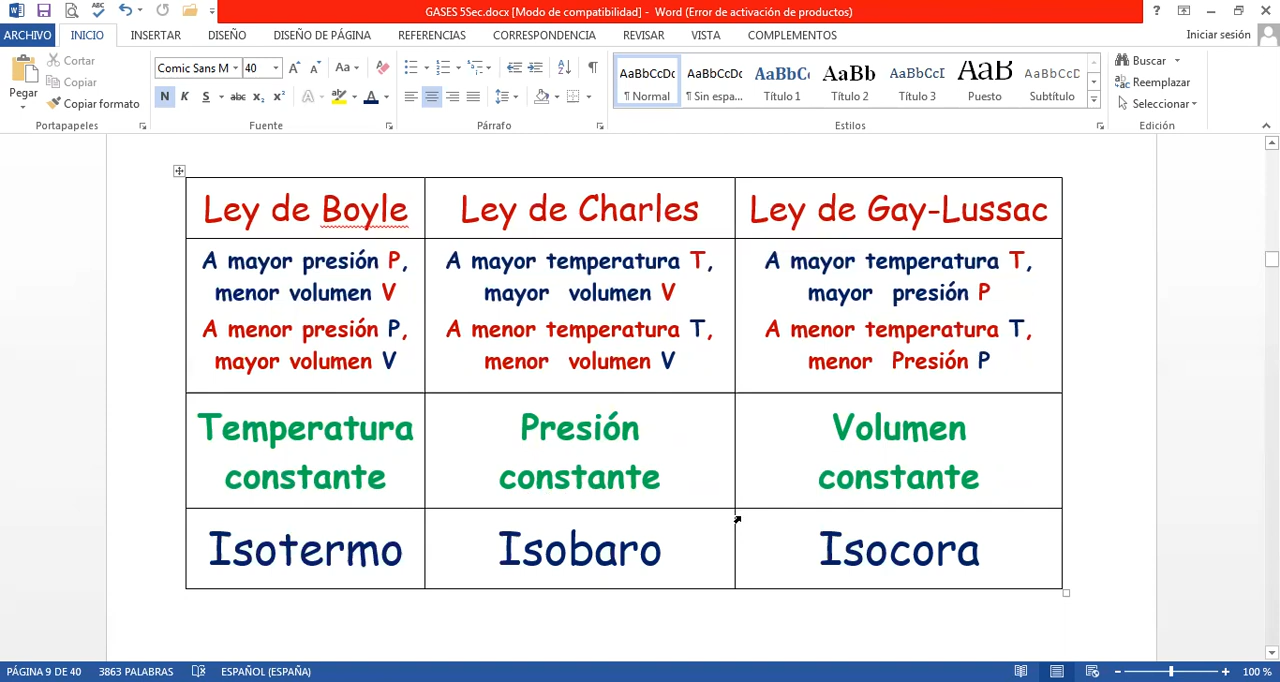 GASES 5Sec.docx [Modo de compatibilidad] - Word (Error de activación de productos)
ARCHIVO INICIO INSERTAR DISEÑO DISEÑO DE PÁGINA REFERENCIAS CORRESPONDENCIA REVISAR VISTA COMPLEMENTOS Iniciar sesión
Pegar
Cortar
Copiar
Copiar formato
Portapapeles
Comic Sans M 40 Aa
N K S abc x₂ x² A A
Fuente
Párrafo
AaBbCcDc AaBbCcDc AaBbCc AaBbC AaBbCcI AaB AaBbCcD
¶ Normal ¶ Sin espa... Título 1 Título 2 Título 3 Puesto Subtítulo
Estilos
Buscar
Reemplazar
Seleccionar
Edición
Ley de Boyle Ley de Charles Ley de Gay-Lussac
A mayor presión P,
menor volumen V
A menor presión P,
mayor volumen V
A mayor temperatura T,
mayor volumen V
A menor temperatura T,
menor volumen V
A mayor temperatura T,
mayor presión P
A menor temperatura T,
menor Presión P
Temperatura
constante
Presión
constante
Volumen
constante
Isotermo Isobaro Isocora
PÁGINA 9 DE 40 3863 PALABRAS ESPAÑOL (ESPAÑA) 100 %